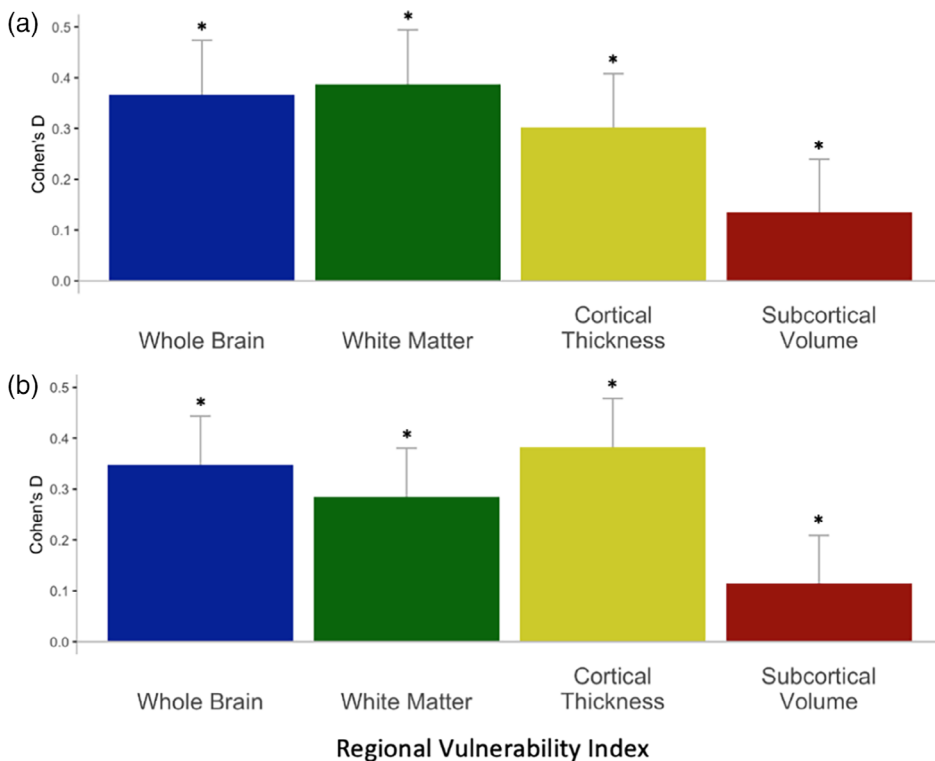 (a)
0.5
0.4
0.3
0.2
0.1
0.0
Cohen's D
*
*
*
*
Whole Brain
White Matter
Cortical
Thickness
Subcortical
Volume
(b)
0.5
0.4
0.3
0.2
0.1
0.0
Cohen's D
*
*
*
*
Whole Brain
White Matter
Cortical
Thickness
Subcortical
Volume
Regional Vulnerability Index